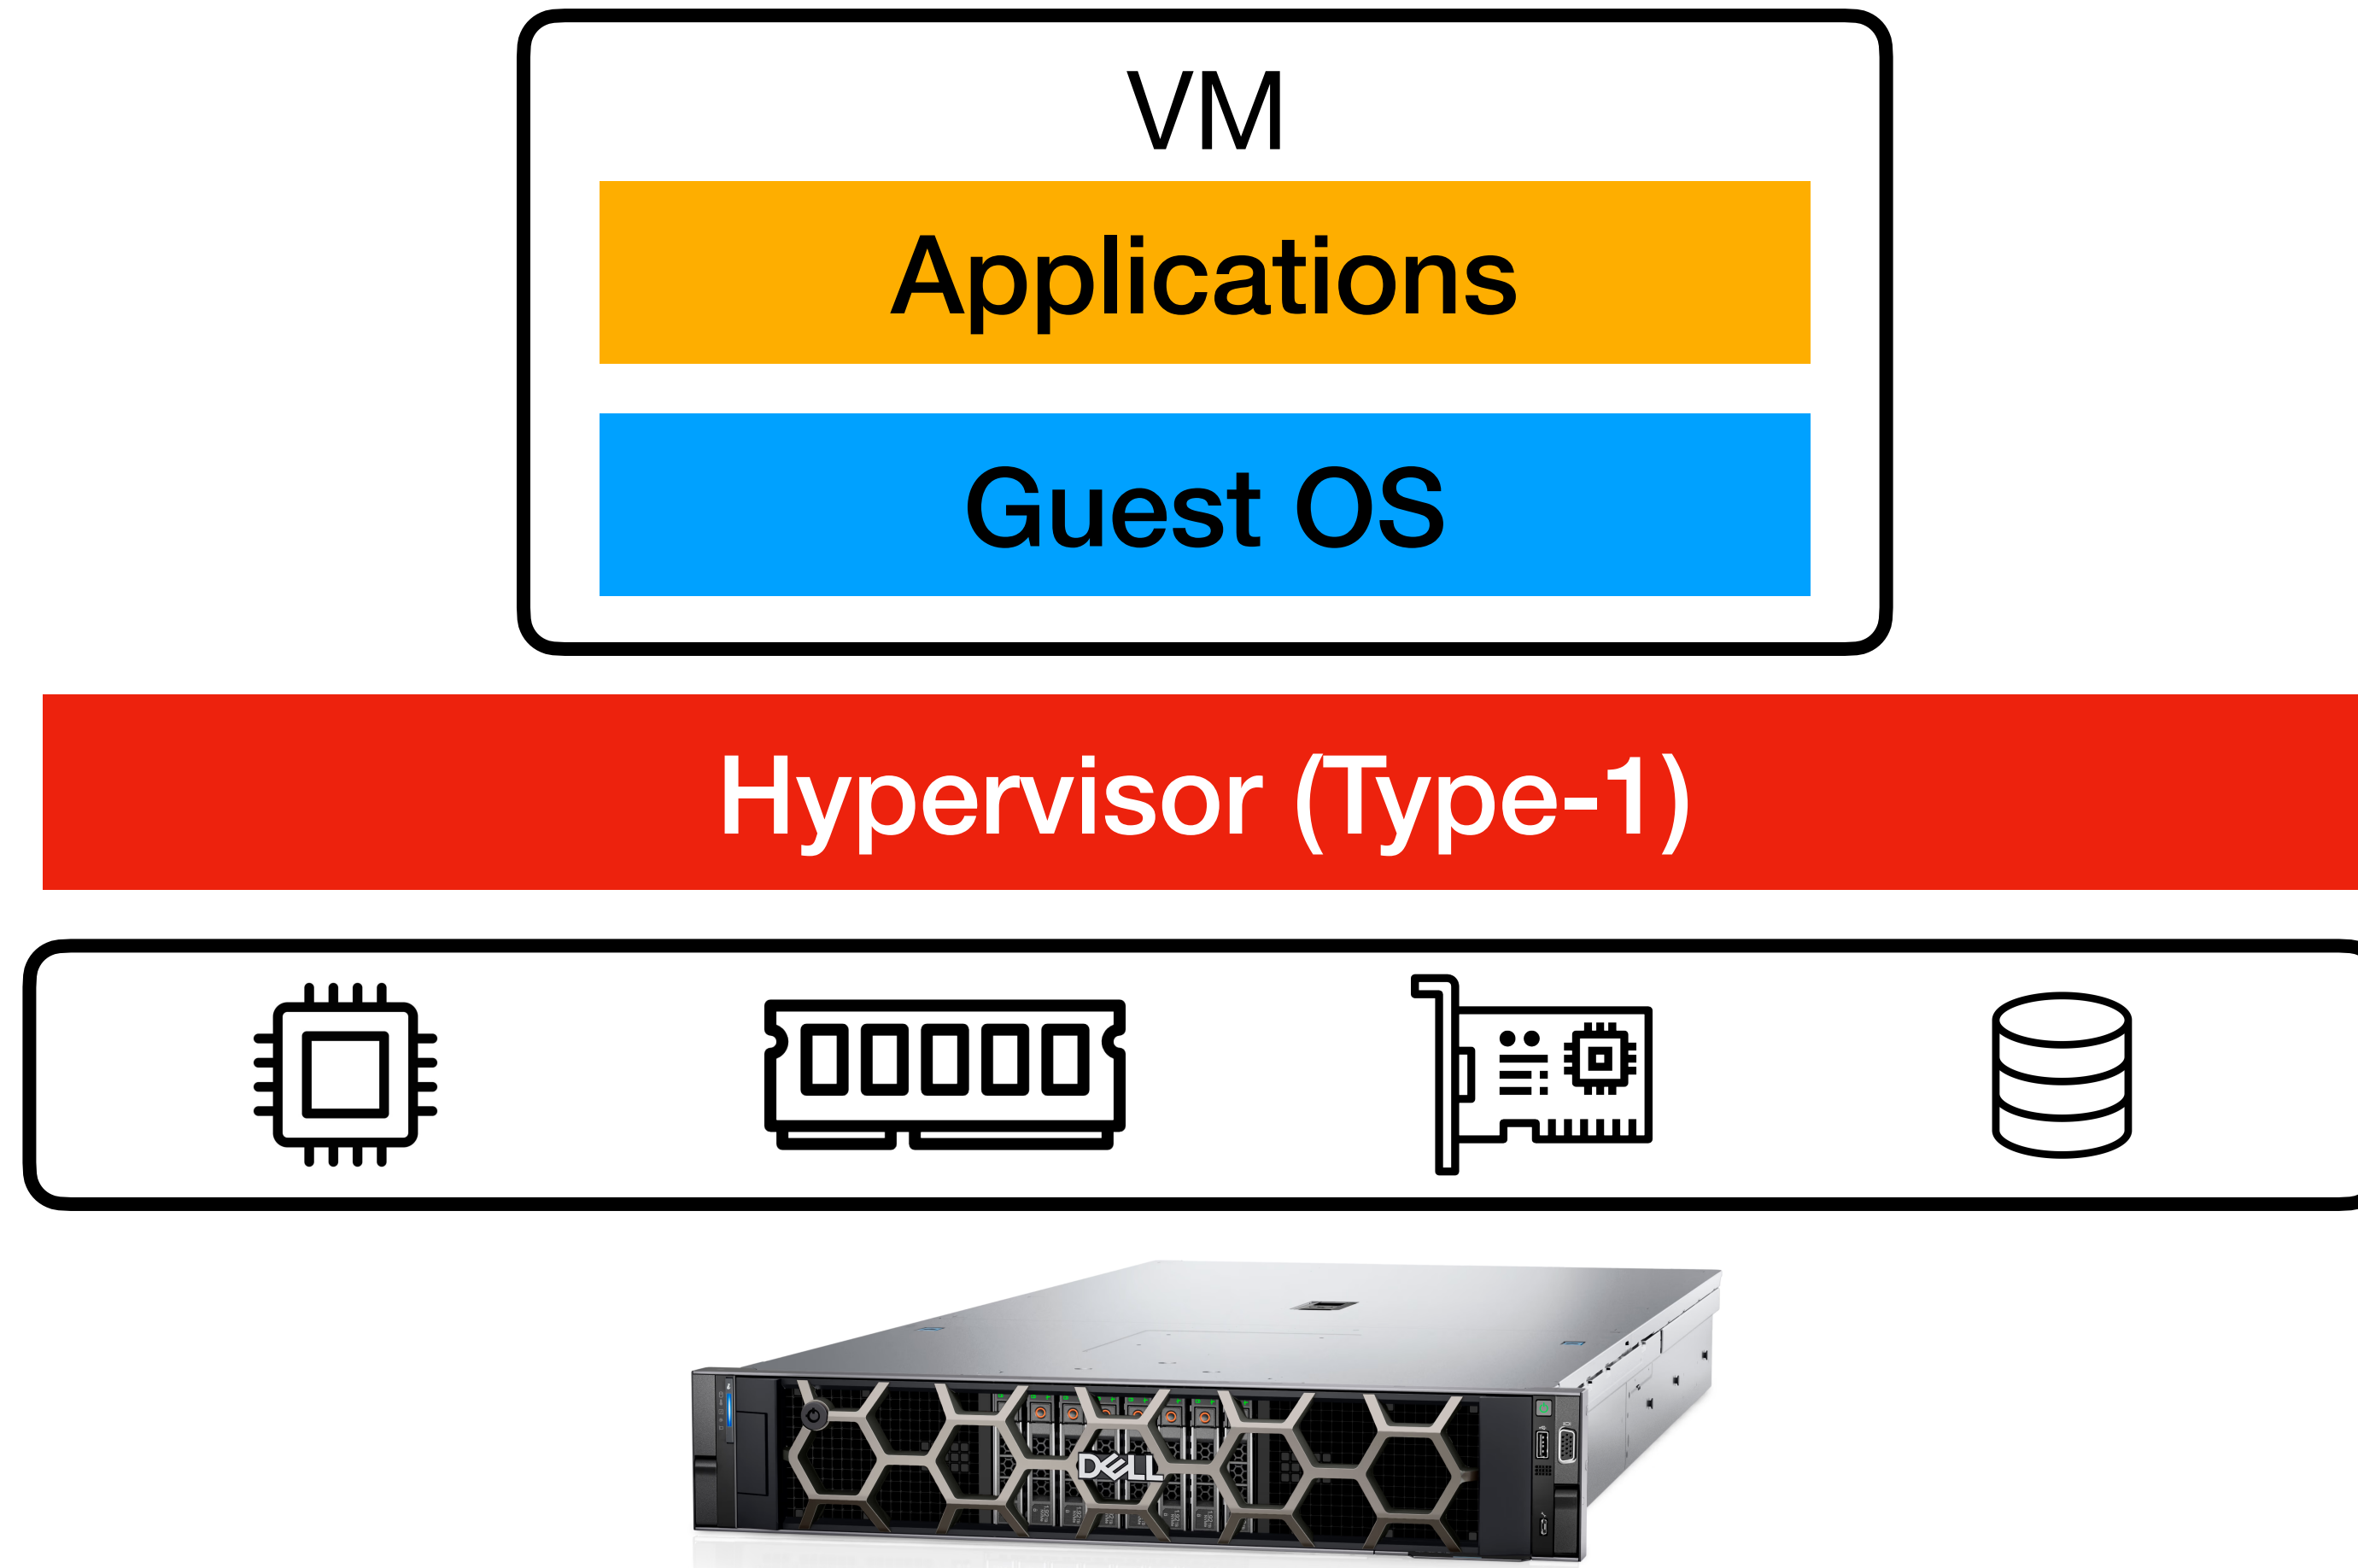 VM
Applications
Guest OS
Hypervisor (Type-1)
DELL